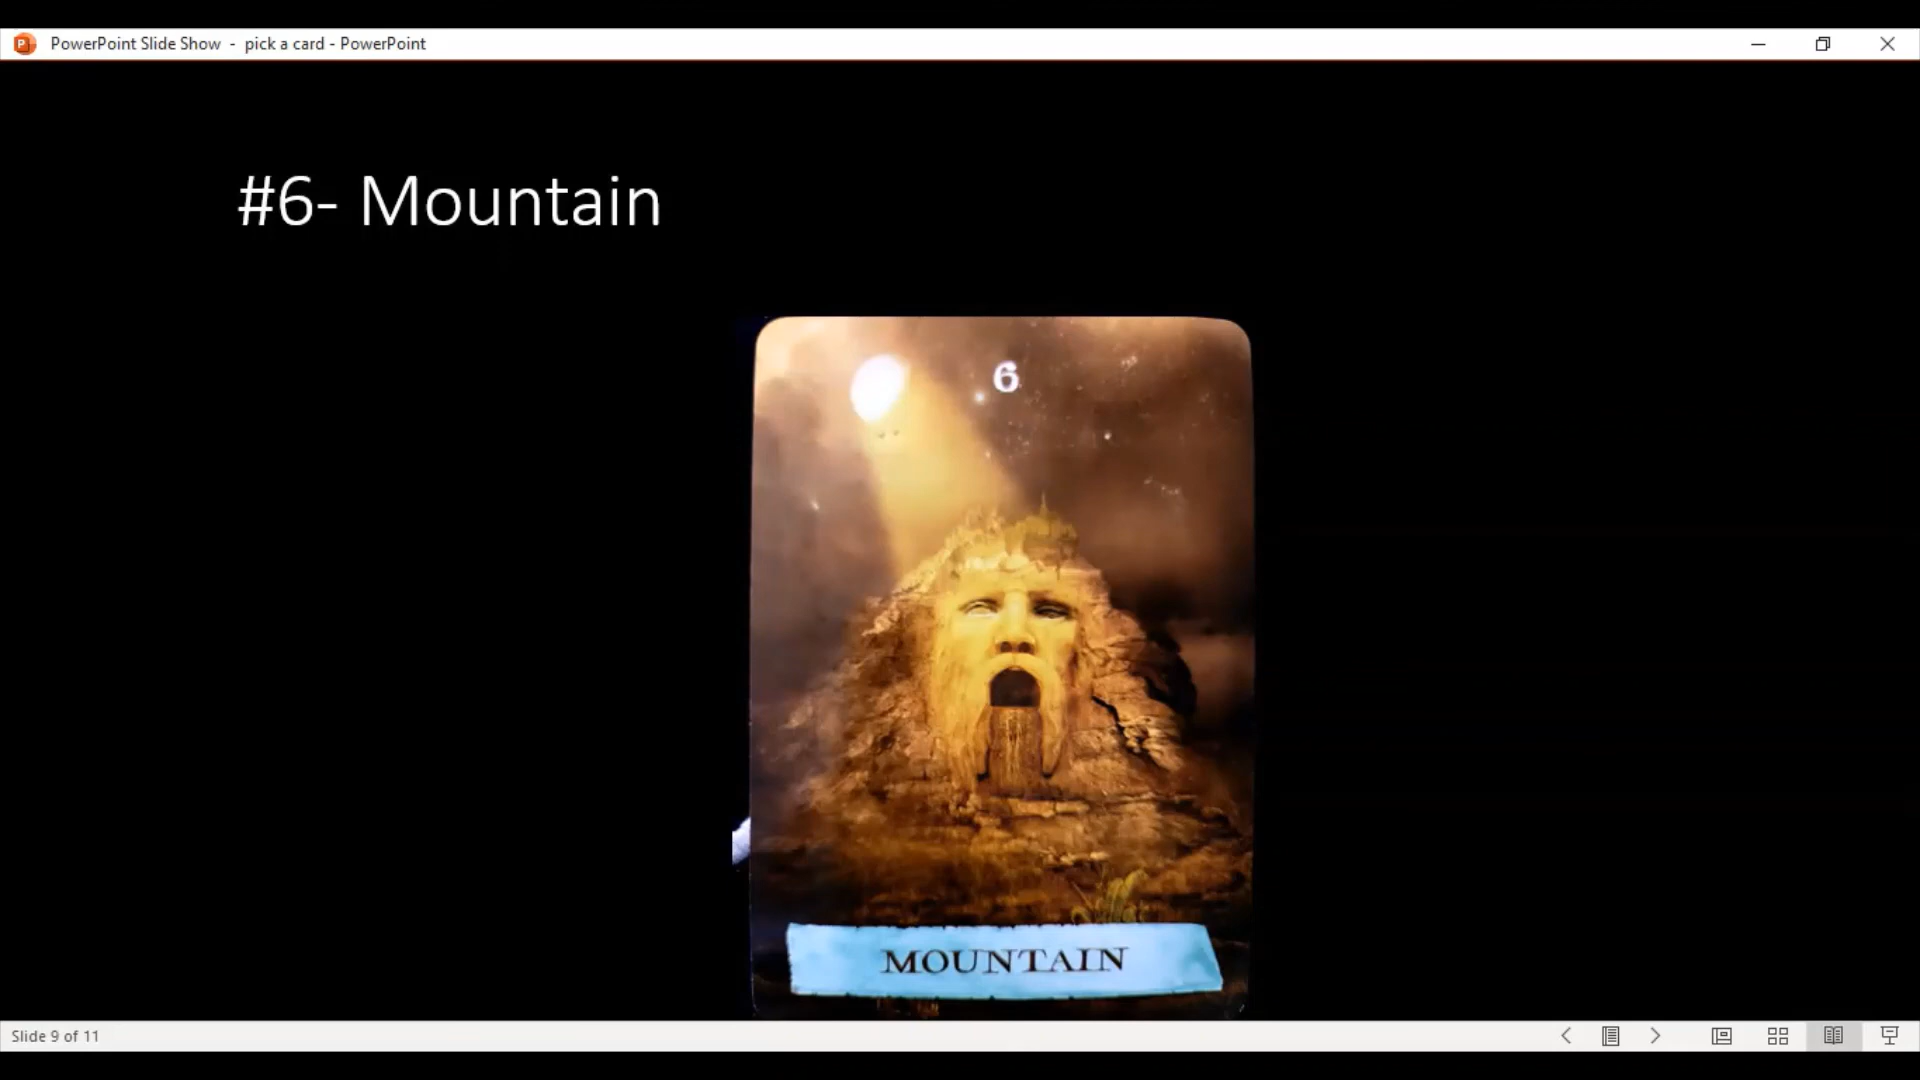 PowerPoint Slide Show - pick a card - PowerPoint
#6- Mountain
6
MOUNTAIN
Slide 9 of 11